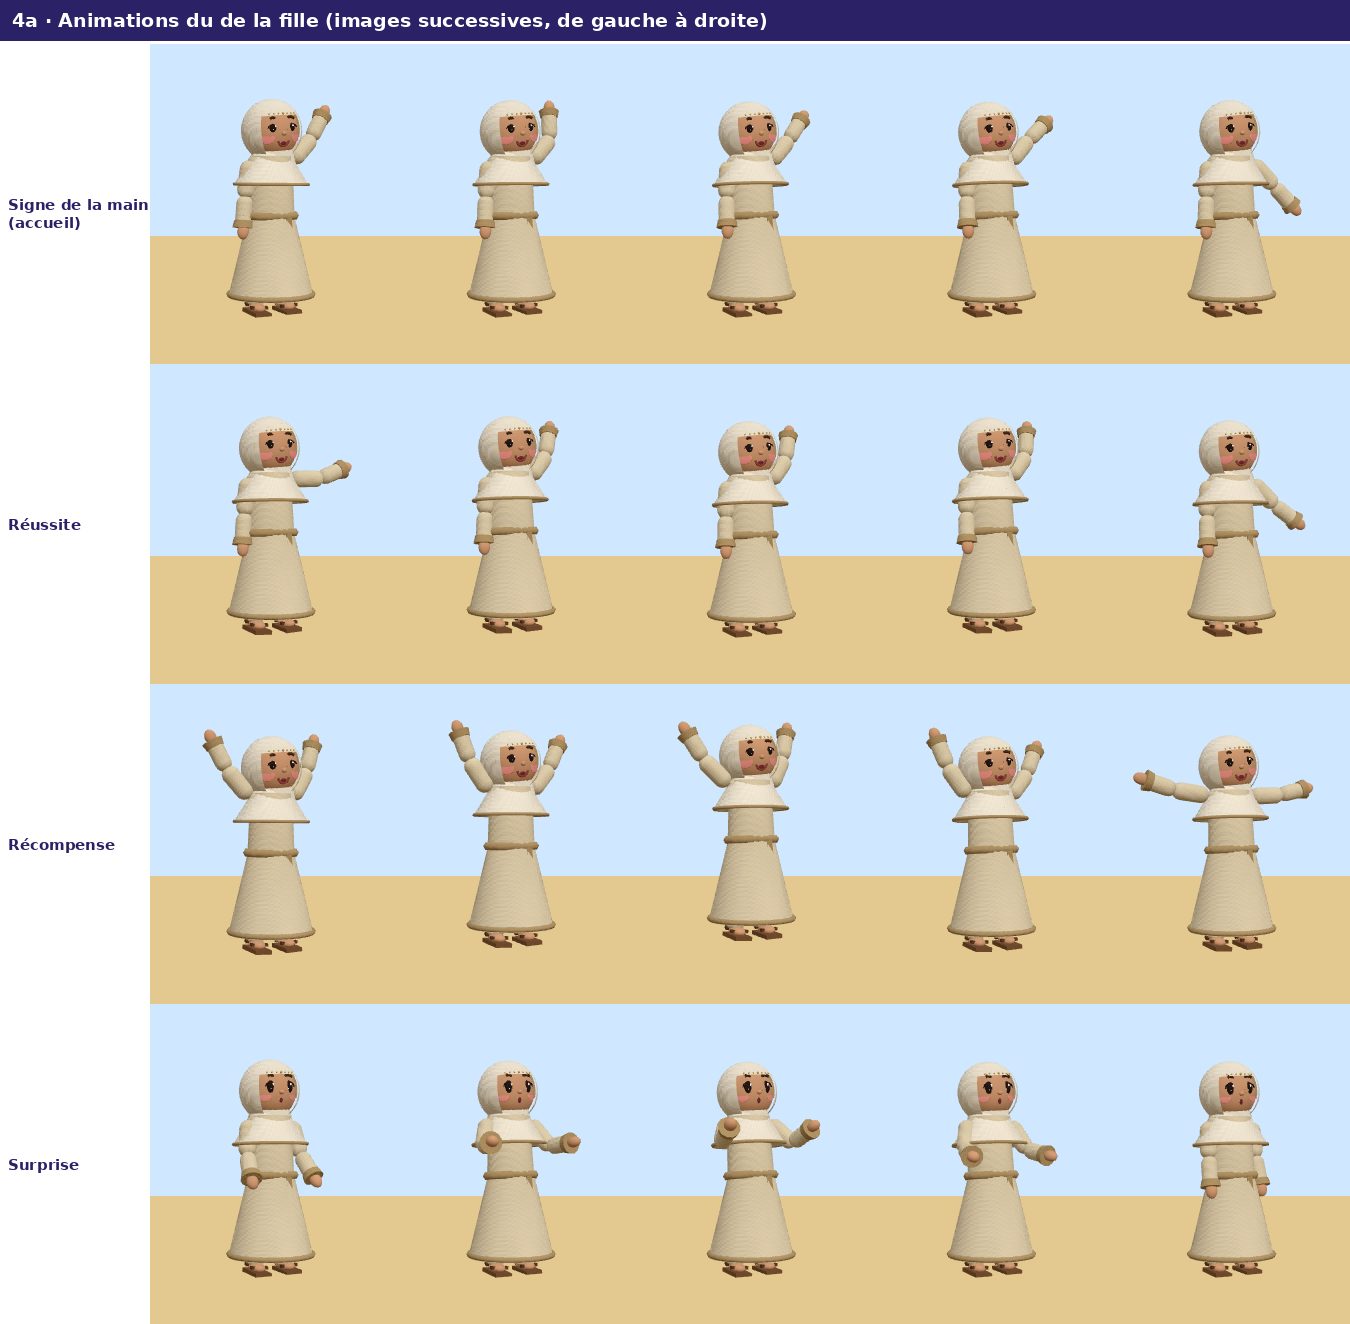 4a · Animations du de la fille (images successives, de gauche à droite)
Signe de la main
(accueil)
Réussite
Récompense
Surprise